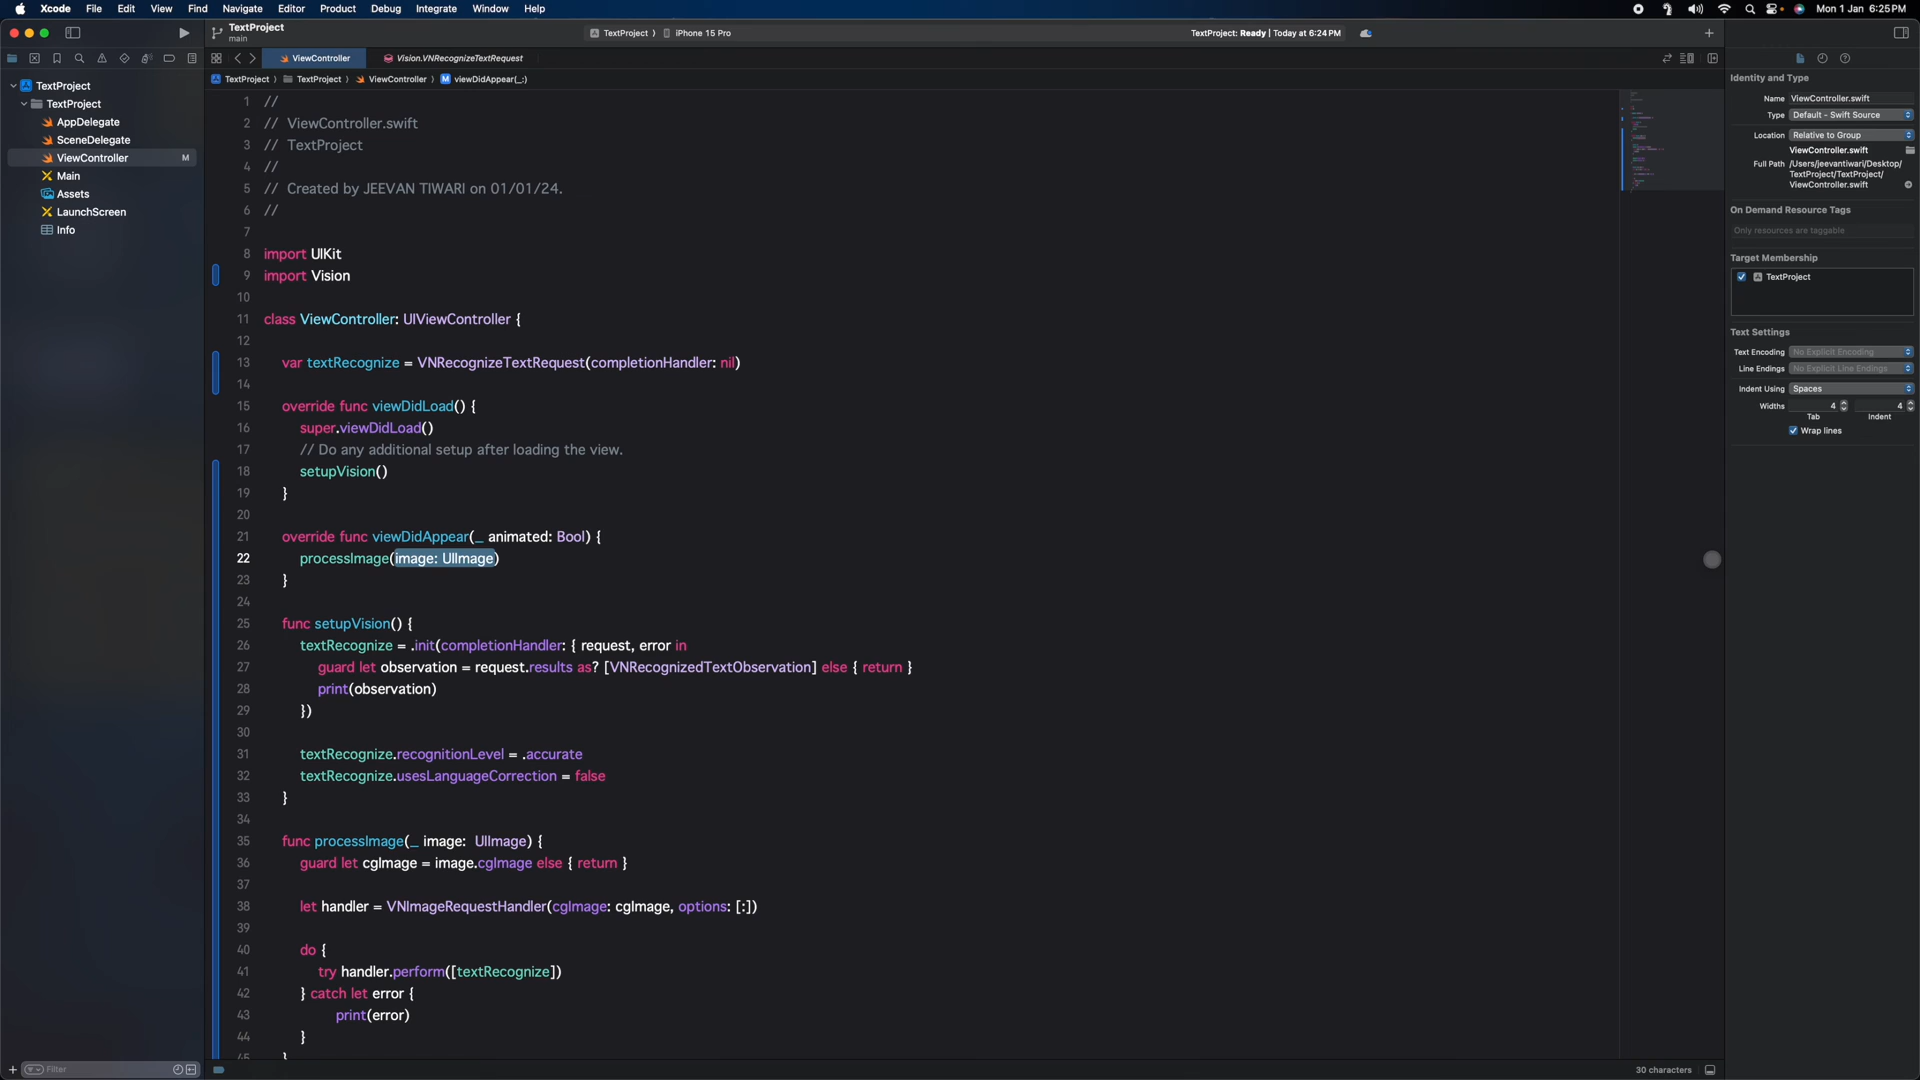 Xcode File Edit View Find Navigate Editor Product Debug Integrate Window Help Mon 1 Jan 6:25 PM
TextProject
main
TextProject ⟩ iPhone 15 Pro
TextProject: Ready | Today at 6:24 PM
ViewController Vision.VNRecognizeTextRequest
TextProject ⟩ TextProject ⟩ ViewController ⟩ M viewDidAppear(_:)
TextProject
TextProject
AppDelegate
SceneDelegate
ViewController M
Main
Assets
LaunchScreen
Info
Filter
1 //
2 // ViewController.swift
3 // TextProject
4 //
5 // Created by JEEVAN TIWARI on 01/01/24.
6 //
7
8 import UIKit
9 import Vision
10
11 class ViewController: UIViewController {
12
13 var textRecognize = VNRecognizeTextRequest(completionHandler: nil)
14
15 override func viewDidLoad() {
16 super.viewDidLoad()
17 // Do any additional setup after loading the view.
18 setupVision()
19 }
20
21 override func viewDidAppear(_ animated: Bool) {
22 processImage(image: UIImage)
23 }
24
25 func setupVision() {
26 textRecognize = .init(completionHandler: { request, error in
27 guard let observation = request.results as? [VNRecognizedTextObservation] else { return }
28 print(observation)
29 })
30
31 textRecognize.recognitionLevel = .accurate
32 textRecognize.usesLanguageCorrection = false
33 }
34
35 func processImage(_ image: UIImage) {
36 guard let cgImage = image.cgImage else { return }
37
38 let handler = VNImageRequestHandler(cgImage: cgImage, options: [:])
39
40 do {
41 try handler.perform([textRecognize])
42 } catch let error {
43 print(error)
44 }
45 }
30 characters
Identity and Type
Name ViewController.swift
Type Default - Swift Source
Location Relative to Group
ViewController.swift
Full Path /Users/jeevantiwari/Desktop/
TextProject/TextProject/
ViewController.swift
On Demand Resource Tags
Only resources are taggable
Target Membership
TextProject
Text Settings
Text Encoding No Explicit Encoding
Line Endings No Explicit Line Endings
Indent Using Spaces
Widths 4 4
Tab Indent
Wrap lines